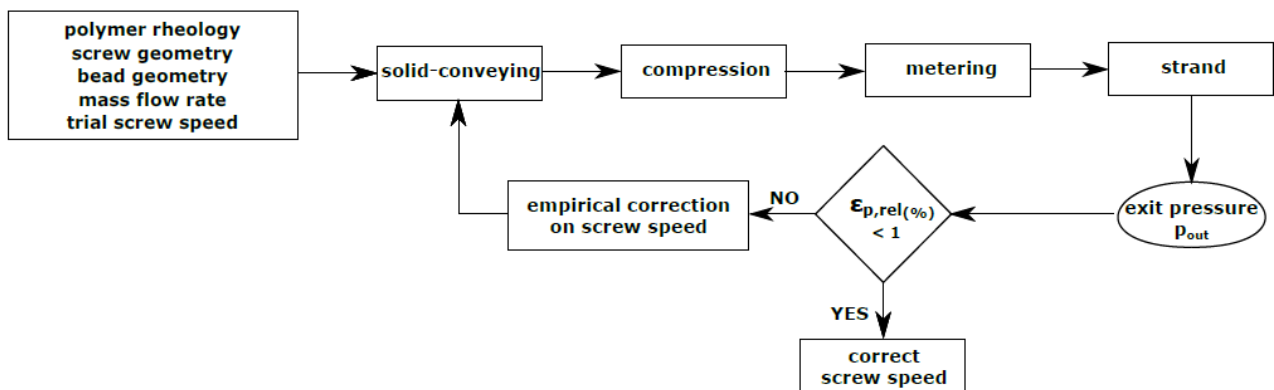 polymer rheology
screw geometry
bead geometry
mass flow rate
trial screw speed
solid-conveying
compression
metering
strand
exit pressure
pout
εp,rel(%)
< 1
NO
empirical correction
on screw speed
YES
correct
screw speed